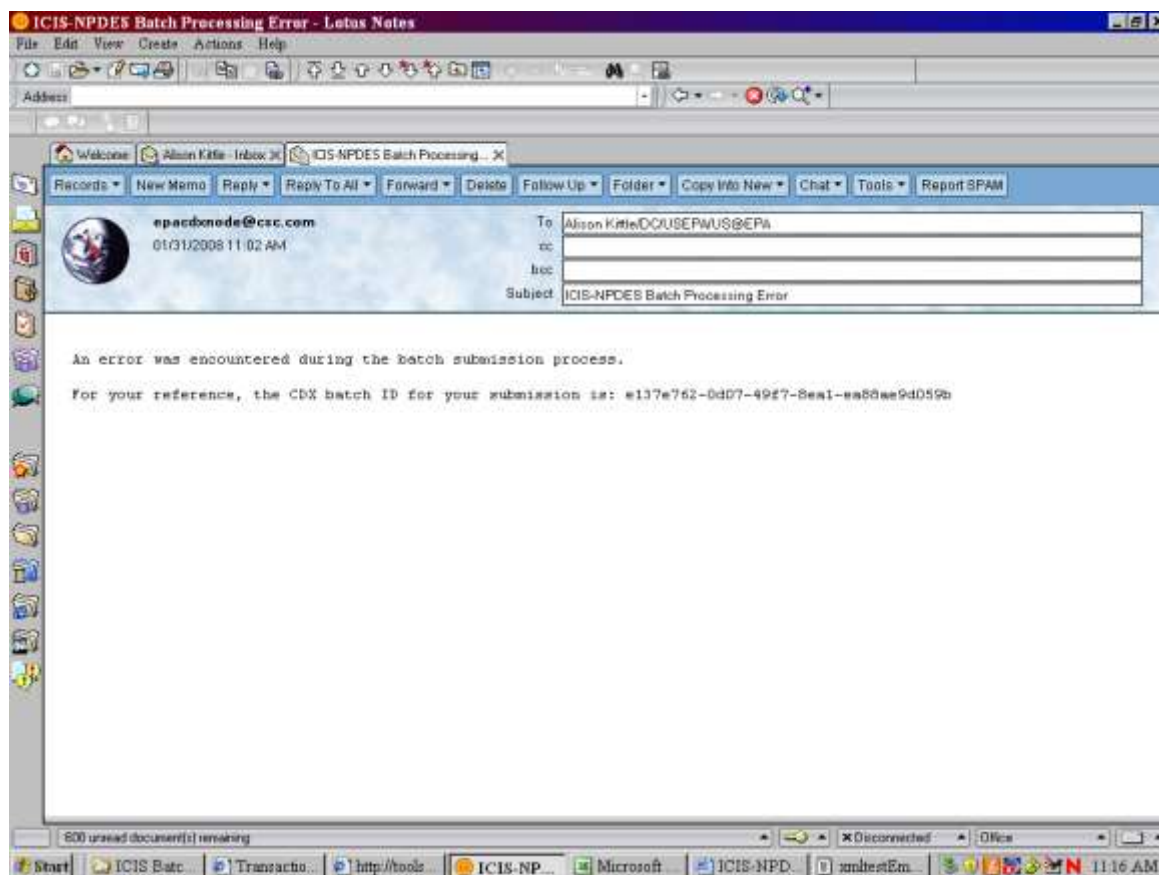 ICIS-NPDES Batch Processing Error - Lotus Notes
File Edit View Create Actions Help
Address
Welcome Alison Kittle - Inbox ICIS-NPDES Batch Processing...
Records New Memo Reply Reply To All Forward Delete Follow Up Folder Copy Into New Chat Tools Report SPAM
epacdxnode@csc.com
01/31/2008 11:02 AM
To Alison Kittle/DC/USEPA/US@EPA
cc
bcc
Subject ICIS-NPDES Batch Processing Error
An error was encountered during the batch submission process.
For your reference, the CDX batch ID for your submission is: e137e762-0d07-49f7-8ea1-ea88ae9d059b
600 unread document(s) remaining Disconnected Office
Start ICIS Batc... Transactio... http://tools... ICIS-NP... Microsoft ... ICIS-NPD... xmltestEm... 11:16 AM